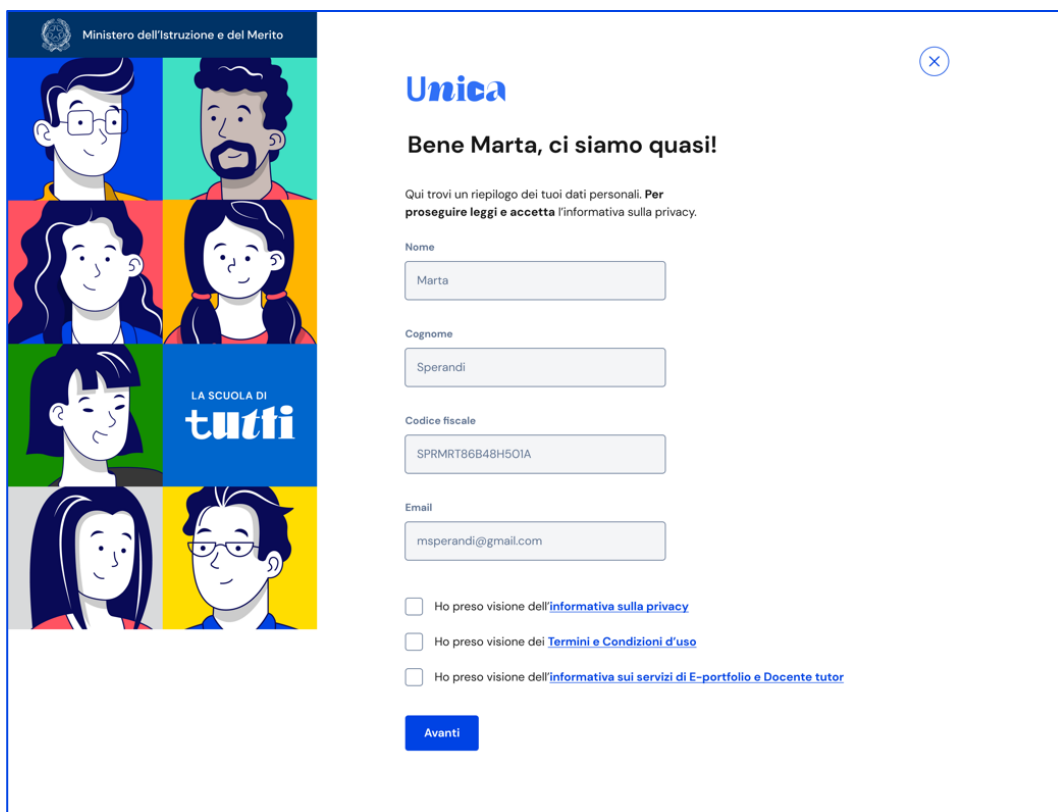 Ministero dell'Istruzione e del Merito
LA SCUOLA DI
tutti
Unica
Bene Marta, ci siamo quasi!
Qui trovi un riepilogo dei tuoi dati personali. Per
proseguire leggi e accetta l'informativa sulla privacy.
Nome
Marta
Cognome
Sperandi
Codice fiscale
SPRMRT86B48H501A
Email
msperandi@gmail.com
Ho preso visione dell'informativa sulla privacy
Ho preso visione dei Termini e Condizioni d'uso
Ho preso visione dell'informativa sui servizi di E-portfolio e Docente tutor
Avanti